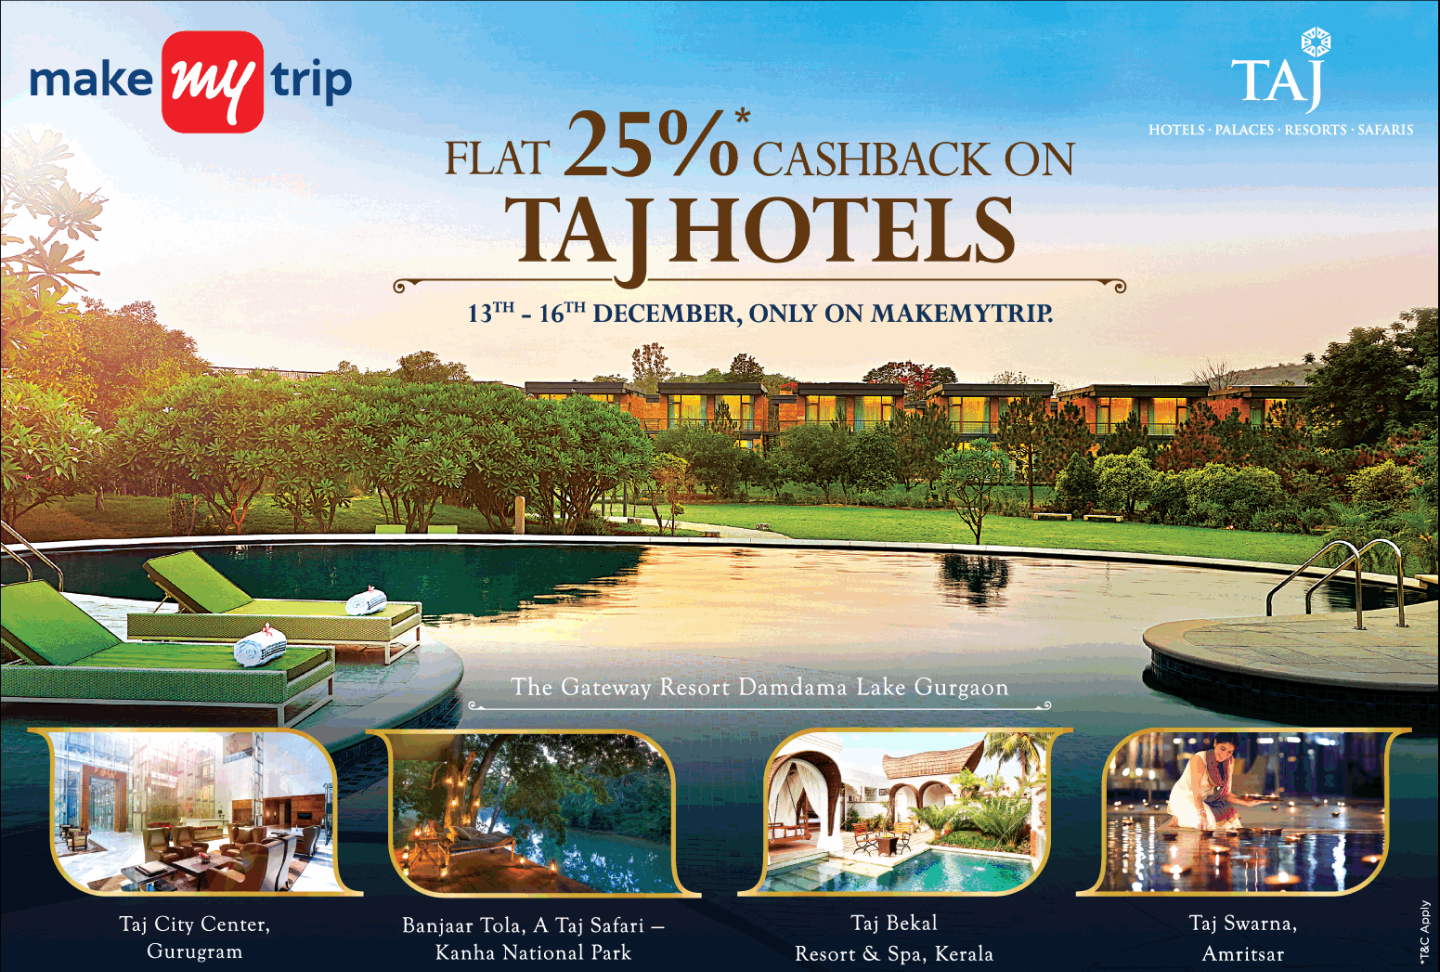 make my trip
TAJ
HOTELS · PALACES · RESORTS · SAFARIS
FLAT 25%* CASHBACK ON
TAJ HOTELS
13TH - 16TH DECEMBER, ONLY ON MAKEMYTRIP.
The Gateway Resort Damdama Lake Gurgaon
Taj City Center,
Gurugram
Banjaar Tola, A Taj Safari –
Kanha National Park
Taj Bekal
Resort & Spa, Kerala
Taj Swarna,
Amritsar
*T&C Apply